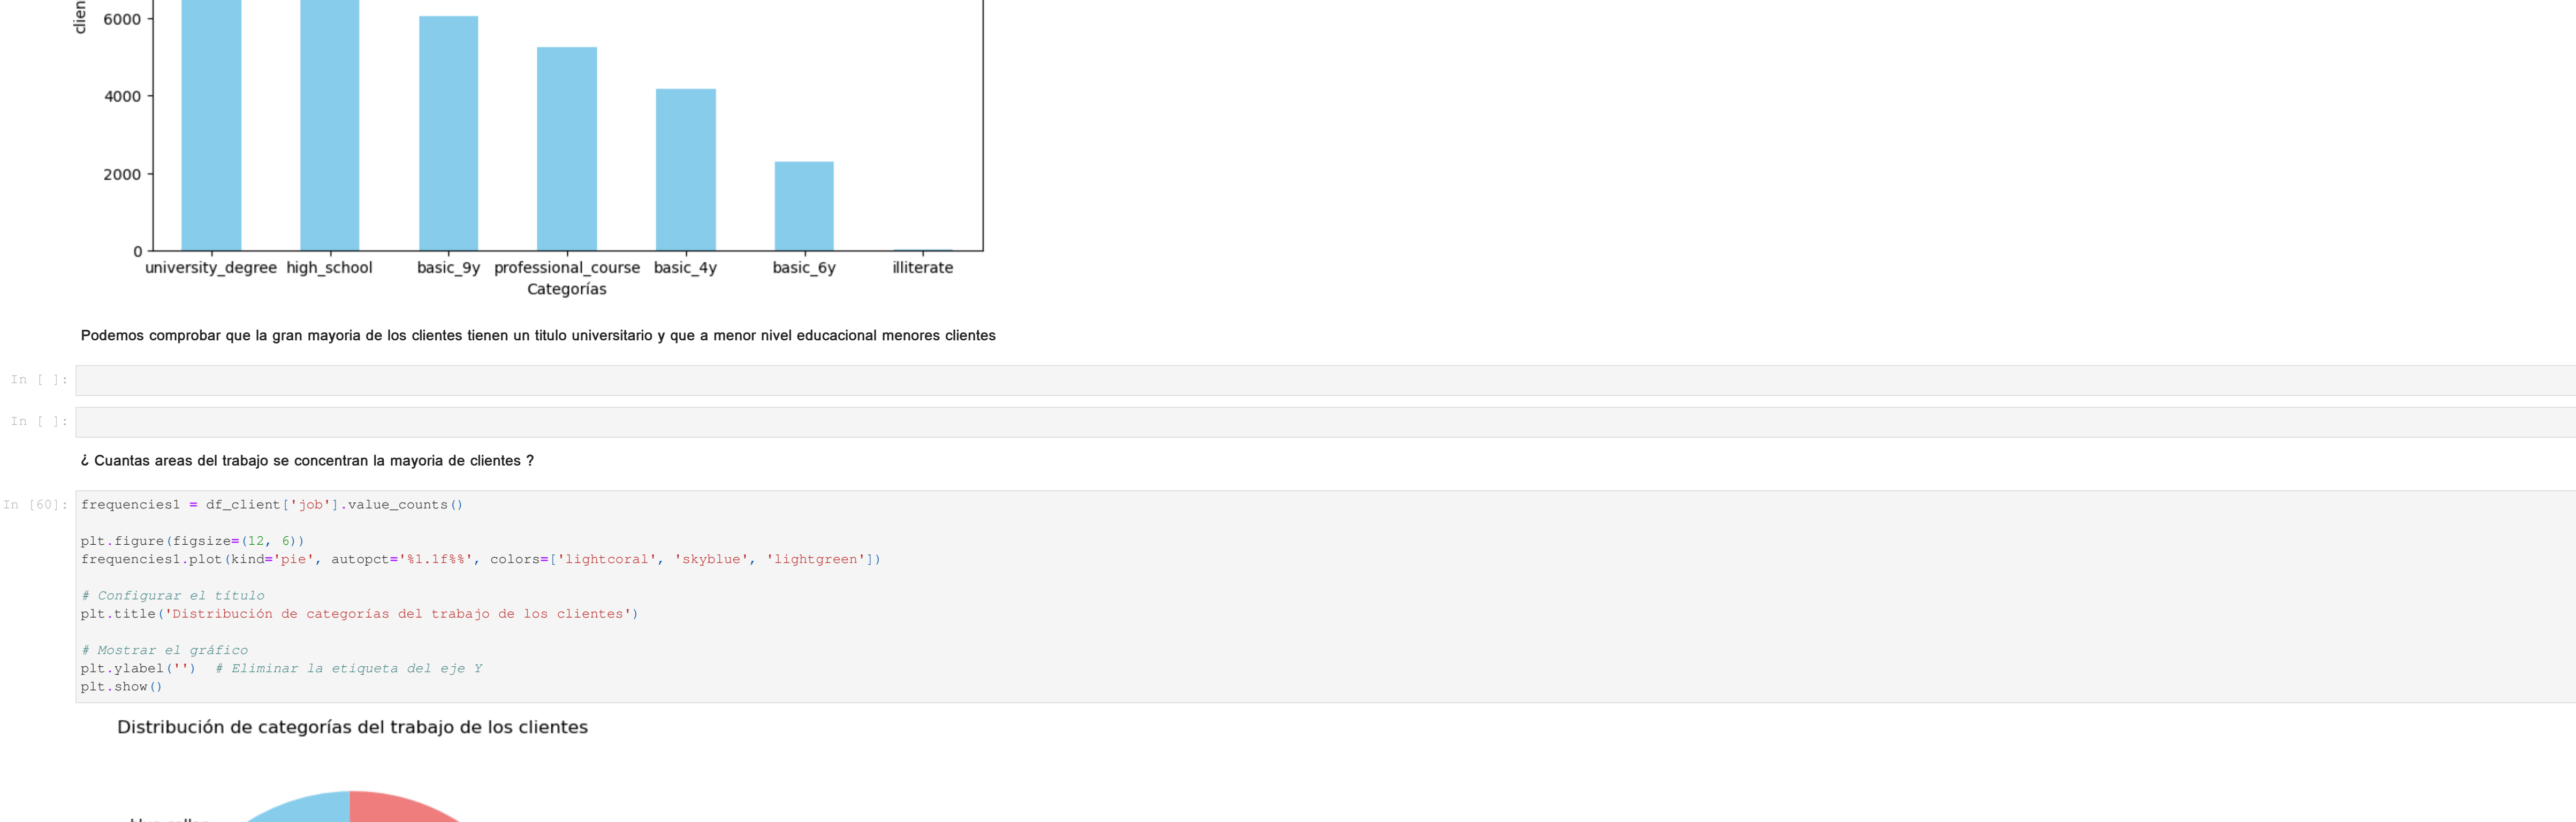 clien
6000
4000
2000
0
university_degree high_school basic_9y professional_course basic_4y basic_6y illiterate
Categorías
Podemos comprobar que la gran mayoria de los clientes tienen un titulo universitario y que a menor nivel educacional menores clientes
In [ ]:
In [ ]:
¿ Cuantas areas del trabajo se concentran la mayoria de clientes ?
In [60]: frequencies1 = df_client['job'].value_counts()
plt.figure(figsize=(12, 6))
frequencies1.plot(kind='pie', autopct='%1.1f%%', colors=['lightcoral', 'skyblue', 'lightgreen'])
# Configurar el título
plt.title('Distribución de categorías del trabajo de los clientes')
# Mostrar el gráfico
plt.ylabel('') # Eliminar la etiqueta del eje Y
plt.show()
Distribución de categorías del trabajo de los clientes